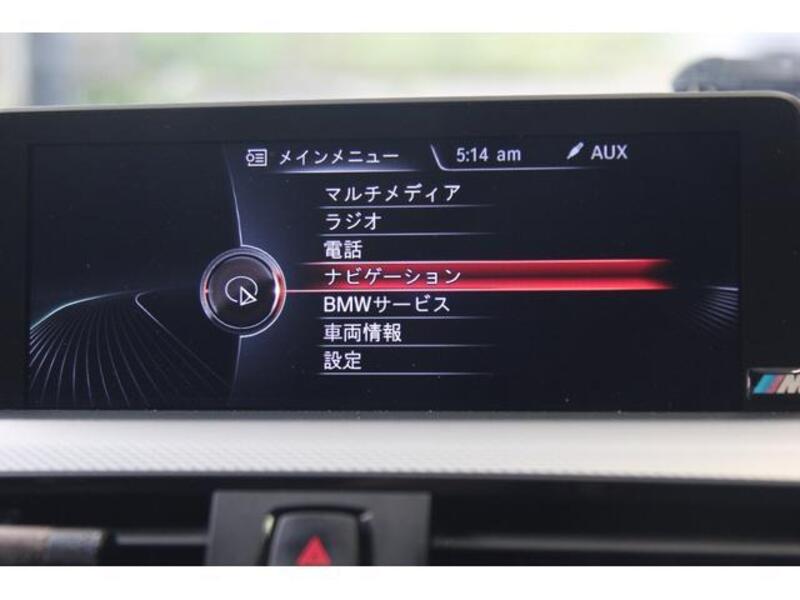 メインメニュー 5:14 am AUX
マルチメディア
ラジオ
電話
ナビゲーション
BMWサービス
車両情報
設定
M